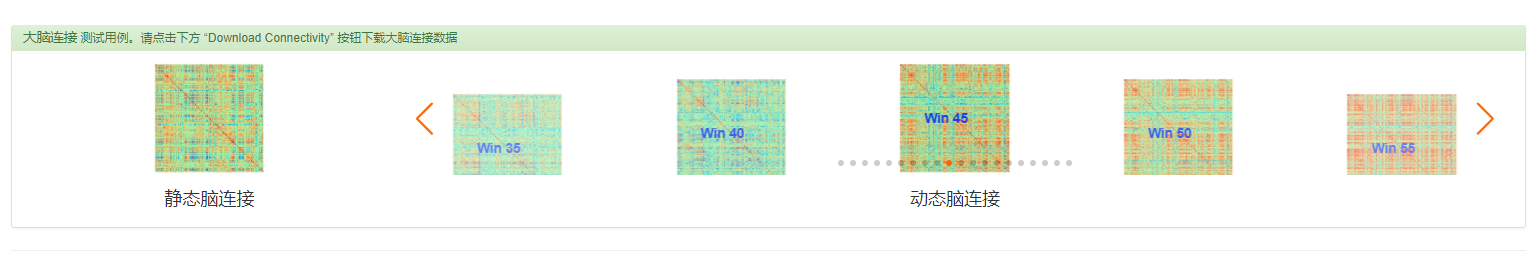 大脑连接 测试用例。请点击下方 “Download Connectivity” 按钮下载大脑连接数据
Win 35
Win 40
Win 45
Win 50
Win 55
静态脑连接
动态脑连接